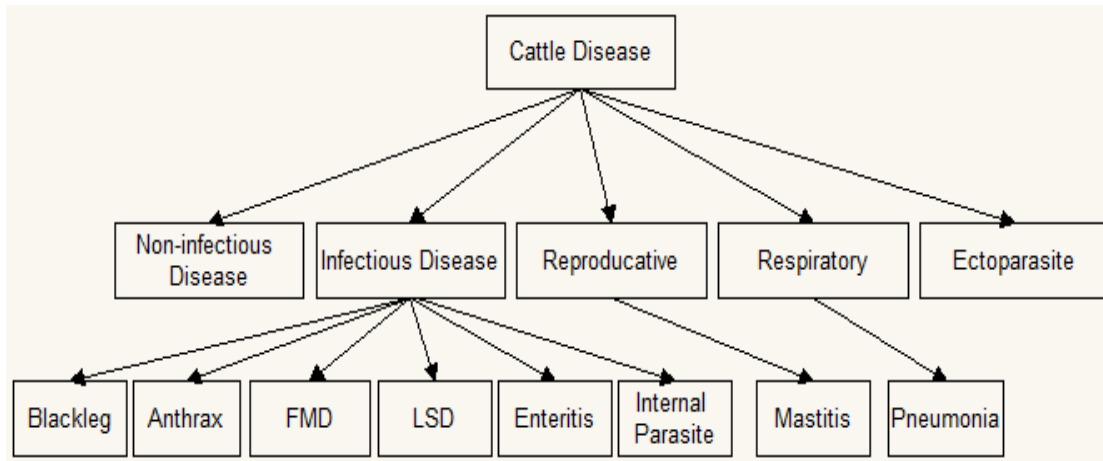 Cattle Disease
Non-infectious
Disease
Infectious Disease
Reproducative
Respiratory
Ectoparasite
Blackleg
Anthrax
FMD
LSD
Enteritis
Internal
Parasite
Mastitis
Pneumonia